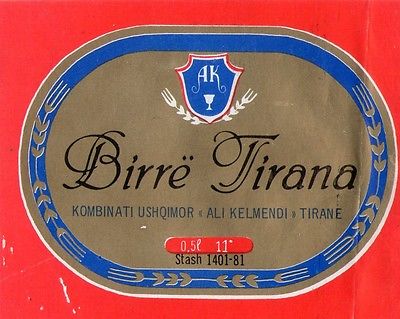 AK
Birrë Tirana
KOMBINATI USHQIMOR « ALI KELMENDI » TIRANË
0,5ℓ 11°
Stash 1401-81